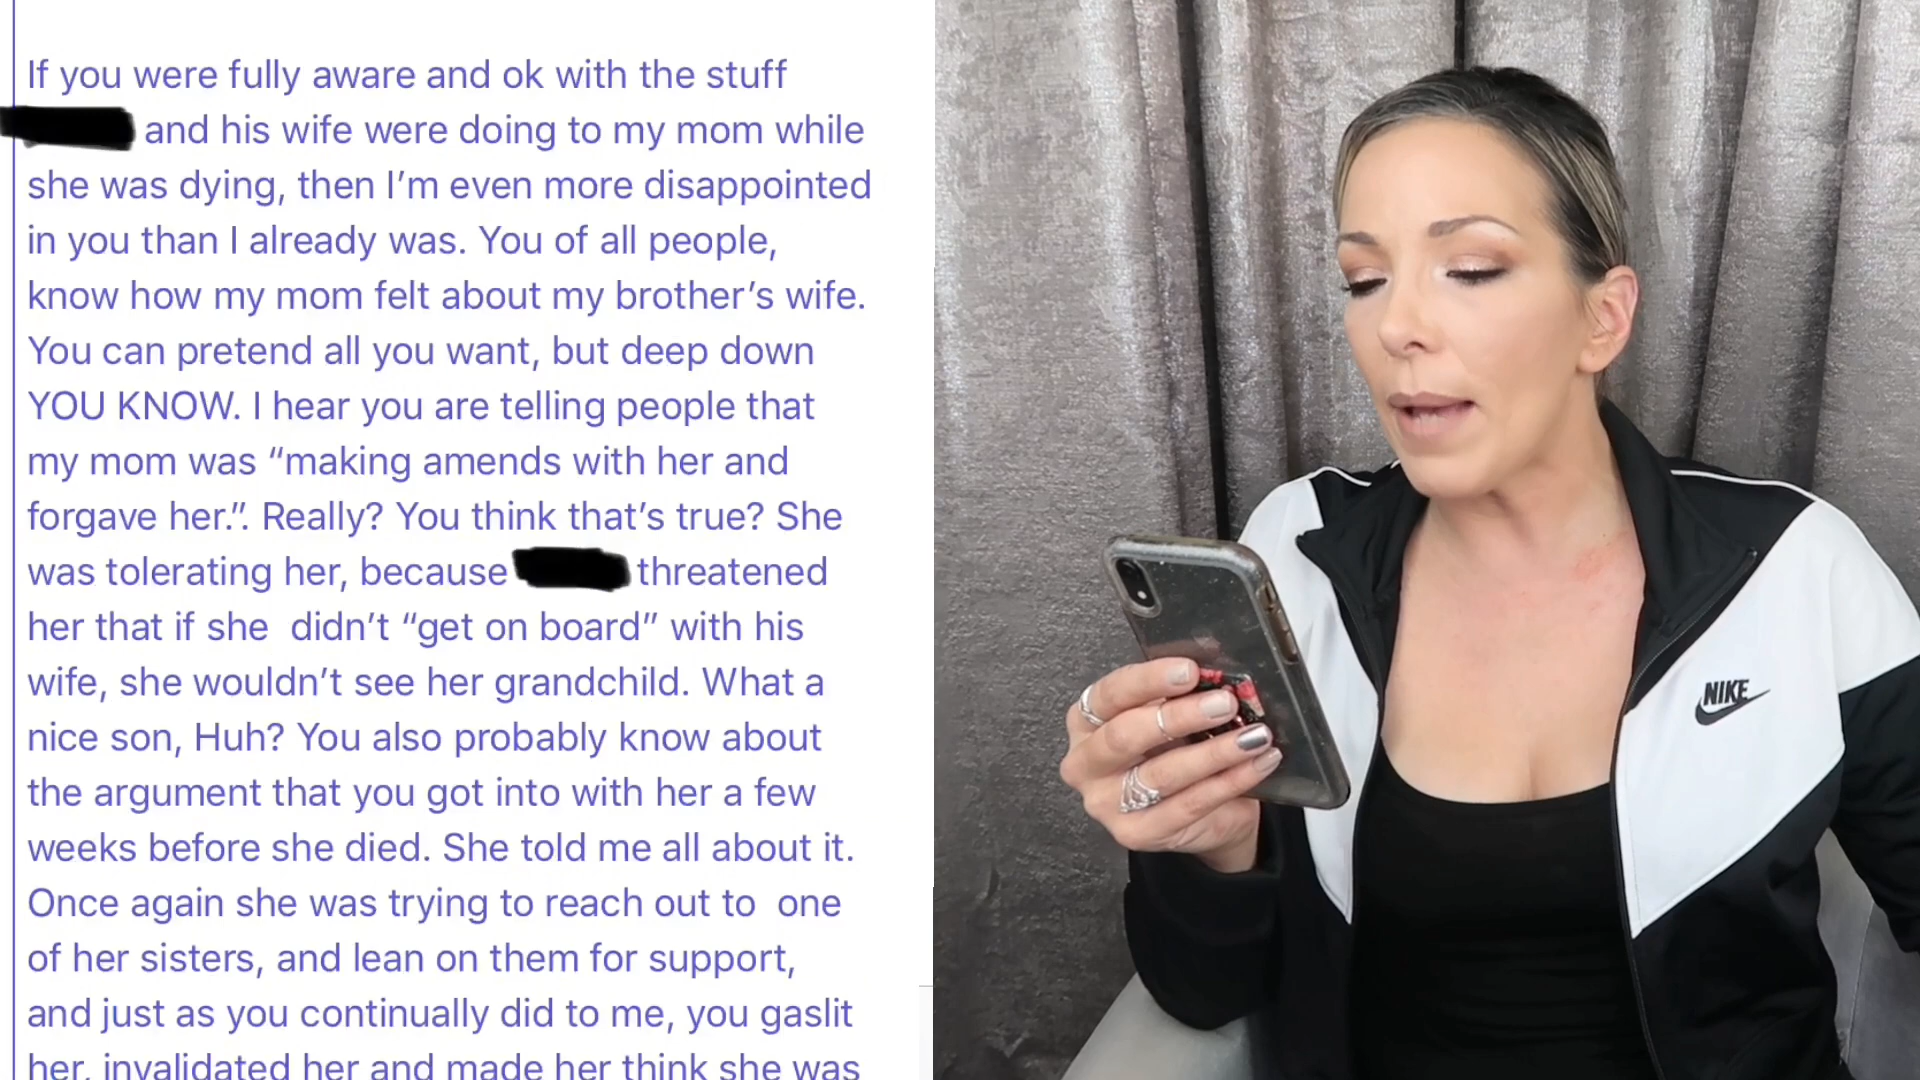 If you were fully aware and ok with the stuff
and his wife were doing to my mom while
she was dying, then I’m even more disappointed
in you than I already was. You of all people,
know how my mom felt about my brother’s wife.
You can pretend all you want, but deep down
YOU KNOW. I hear you are telling people that
my mom was “making amends with her and
forgave her.”. Really? You think that’s true? She
was tolerating her, because threatened
her that if she  didn’t “get on board” with his
wife, she wouldn’t see her grandchild. What a
nice son, Huh? You also probably know about
the argument that you got into with her a few
weeks before she died. She told me all about it.
Once again she was trying to reach out to  one
of her sisters, and lean on them for support,
and just as you continually did to me, you gaslit
her, invalidated her and made her think she was
NIKE